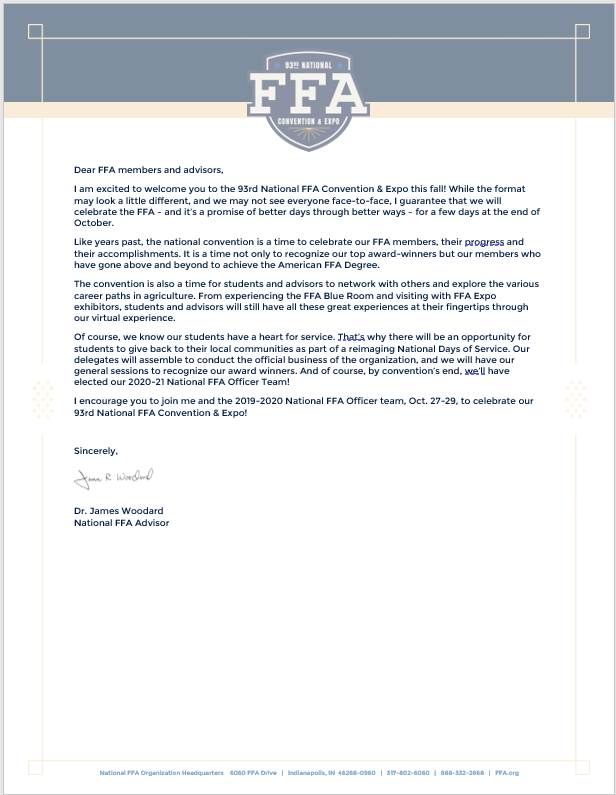 93RD NATIONAL
FFA
CONVENTION & EXPO
Dear FFA members and advisors,
I am excited to welcome you to the 93rd National FFA Convention & Expo this fall! While the format
may look a little different, and we may not see everyone face-to-face, I guarantee that we will
celebrate the FFA – and it's a promise of better days through better ways – for a few days at the end of
October.
Like years past, the national convention is a time to celebrate our FFA members, their progress and
their accomplishments. It is a time not only to recognize our top award-winners but our members who
have gone above and beyond to achieve the American FFA Degree.
The convention is also a time for students and advisors to network with others and explore the various
career paths in agriculture. From experiencing the FFA Blue Room and visiting with FFA Expo
exhibitors, students and advisors will still have all these great experiences at their fingertips through
our virtual experience.
Of course, we know our students have a heart for service. That's why there will be an opportunity for
students to give back to their local communities as part of a reimaging National Days of Service. Our
delegates will assemble to conduct the official business of the organization, and we will have our
general sessions to recognize our award winners. And of course, by convention's end, we'll have
elected our 2020-21 National FFA Officer Team!
I encourage you to join me and the 2019-2020 National FFA Officer team, Oct. 27-29, to celebrate our
93rd National FFA Convention & Expo!
Sincerely,
James R Woodard
Dr. James Woodard
National FFA Advisor
National FFA Organization Headquarters 6060 FFA Drive | Indianapolis, IN 46268-0960 | 317-802-6060 | 888-332-2668 | FFA.org